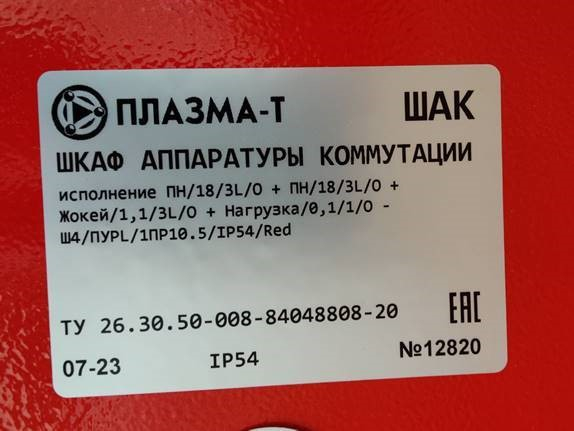 ПЛАЗМА-Т ШАК
ШКАФ АППАРАТУРЫ КОММУТАЦИИ
исполнение ПН/18/3L/О + ПН/18/3L/О +
Жокей/1,1/3L/О + Нагрузка/0,1/1/О -
Ш4/ПУРL/1ПР10.5/IP54/Red
ТУ 26.30.50-008-84048808-20 ЕАС
07-23 IP54 №12820